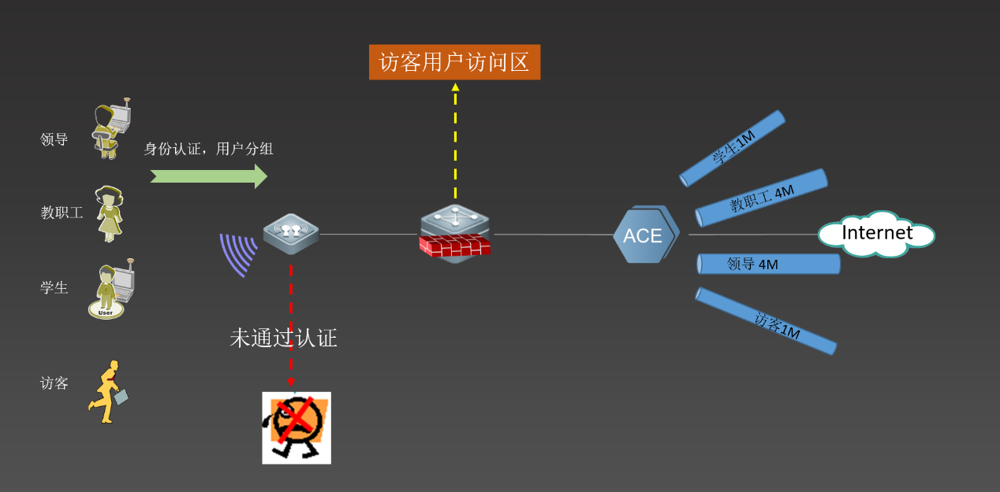 访客用户访问区
领导
身份认证，用户分组
教职工
学生
User
访客
未通过认证
ACE
学生1M
教职工 4M
Internet
领导 4M
访客1M